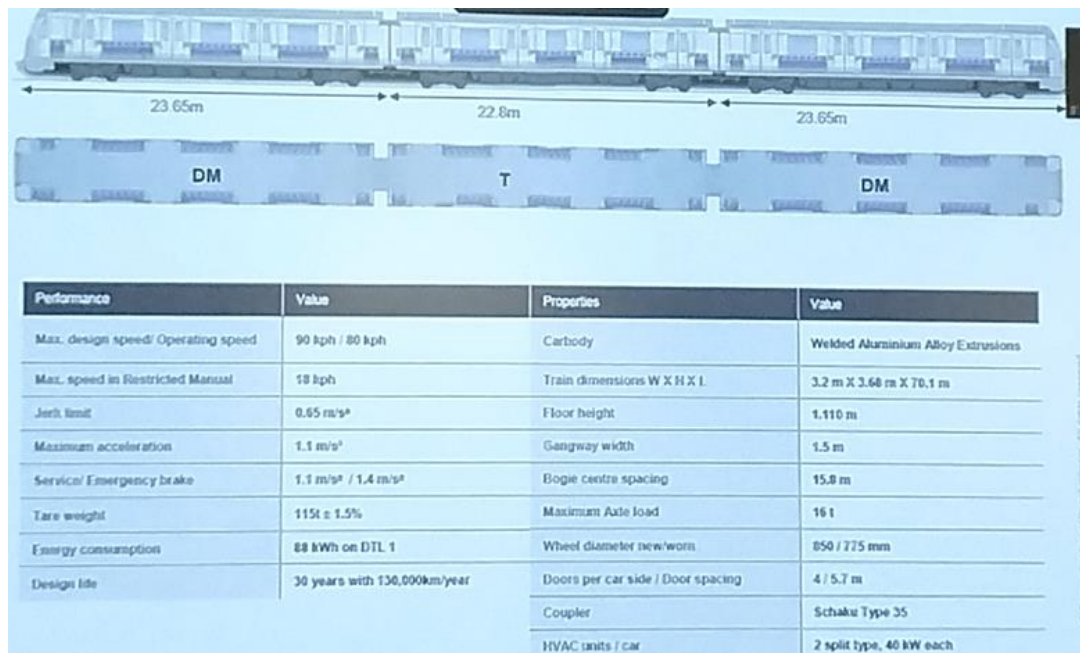 23.65m
22.8m
23.65m
DM
T
DM
Performance Value Properties Value
Max. design speed/ Operating speed 90 kph / 80 kph Carbody Welded Aluminium Alloy Extrusions
Max. speed in Restricted Manual 18 kph Train dimensions W X H X L 3.2 m X 3.68 m X 70.1 m
Jerk limit 0.65 m/s³ Floor height 1.110 m
Maximum acceleration 1.1 m/s² Gangway width 1.5 m
Service/ Emergency brake 1.1 m/s² / 1.4 m/s² Bogie centre spacing 15.8 m
Tare weight 115t ± 1.5% Maximum Axle load 16 t
Energy consumption 88 kWh on DTL 1 Wheel diameter new/worn 850 / 775 mm
Design life 30 years with 130,000km/year Doors per car side / Door spacing 4 / 5.7 m
Coupler Schaku Type 35
HVAC units / car 2 split type, 40 kW each